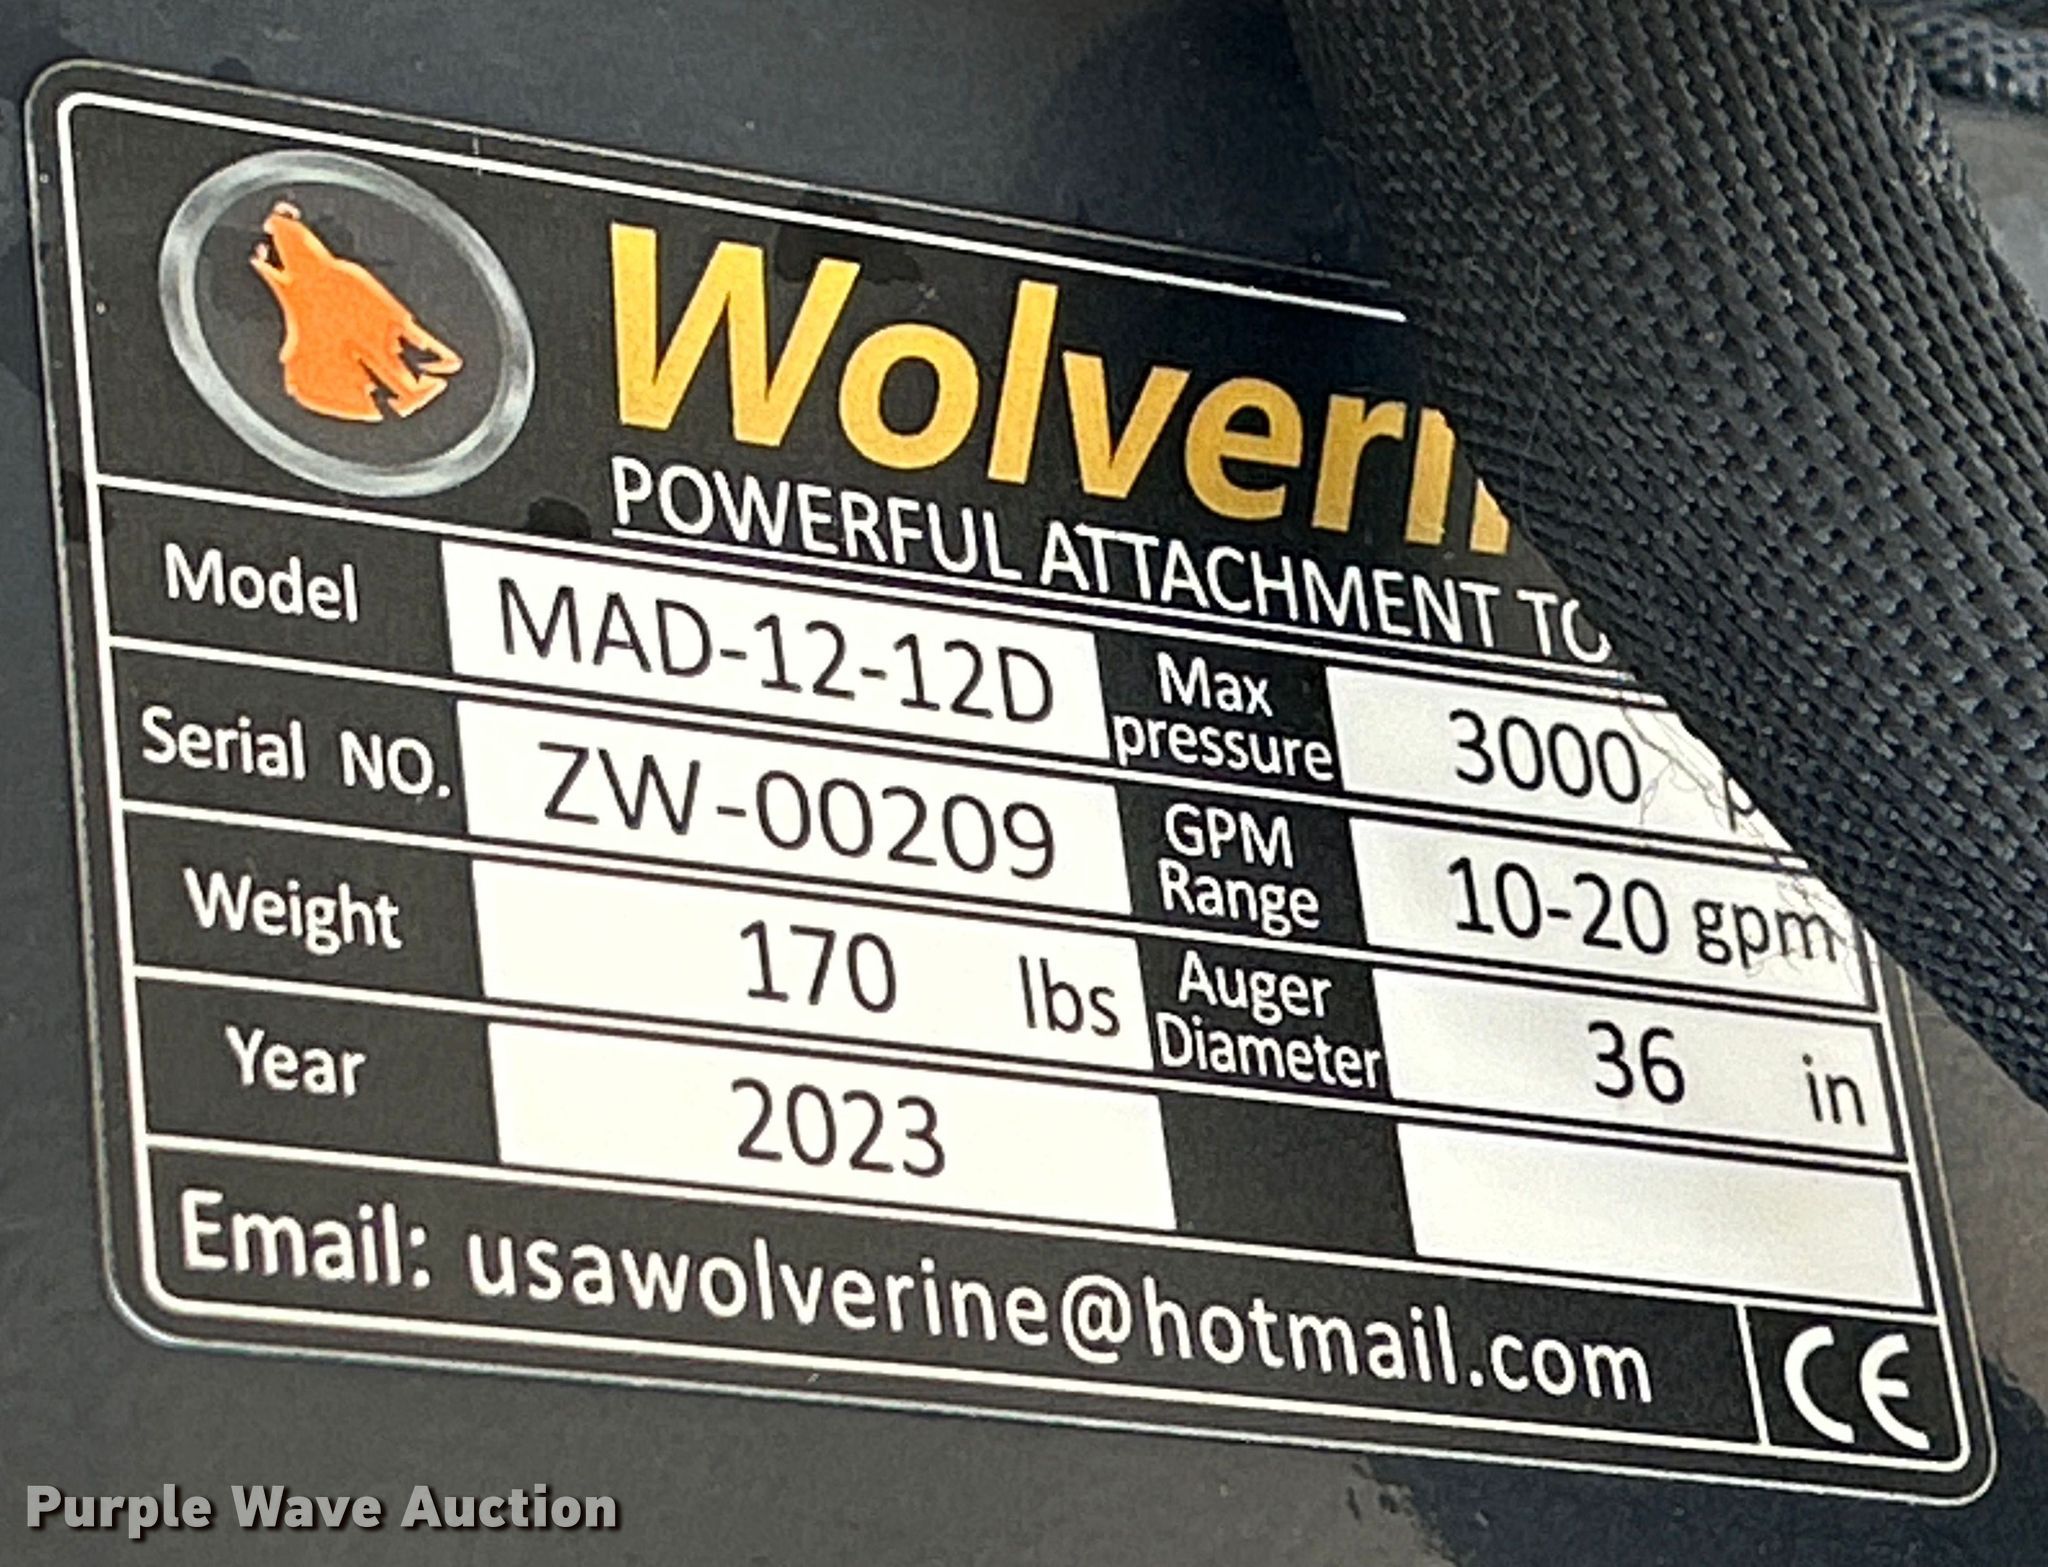 Wolverin
POWERFUL ATTACHMENT TO
Model MAD-12-12D Max pressure 3000 p
Serial NO. ZW-00209 GPM Range 10-20 gpm
Weight 170 lbs Auger Diameter 36 in
Year 2023
Email: usawolverine@hotmail.com CE
Purple Wave Auction